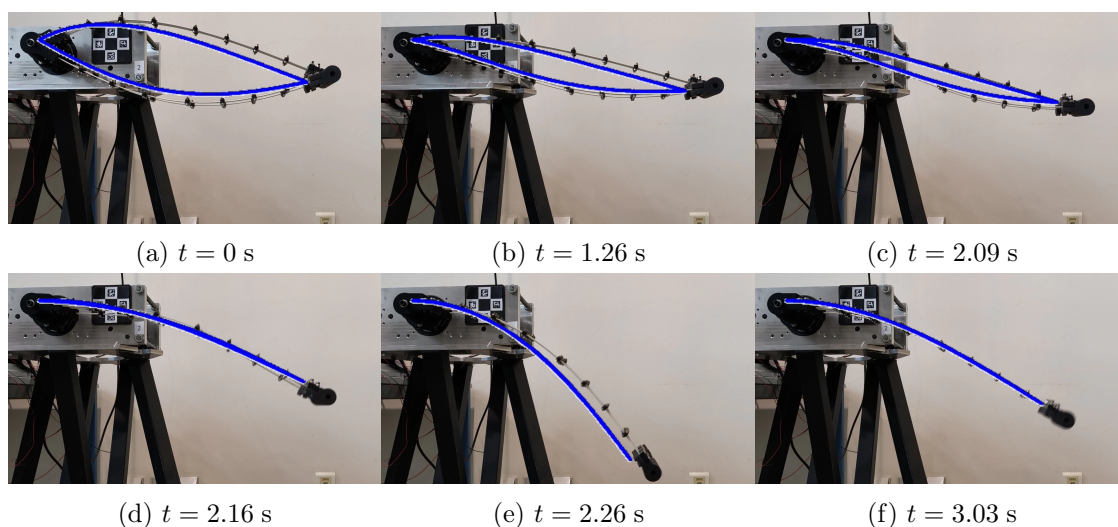 (a) t = 0 s
(b) t = 1.26 s
(c) t = 2.09 s
(d) t = 2.16 s
(e) t = 2.26 s
(f) t = 3.03 s